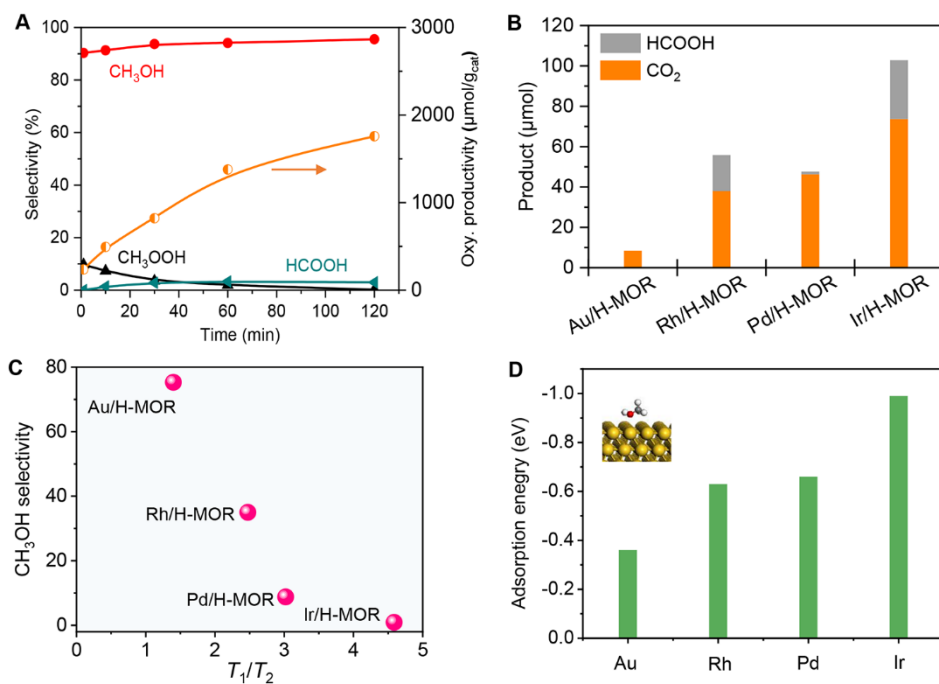 A
100
80
60
40
20
0
Selectivity (%)
CH₃OH
CH₃OOH
HCOOH
3000
2000
1000
0
Oxy. productivity (μmol/g_cat)
0 20 40 60 80 100 120
Time (min)
B
HCOOH
CO₂
120
100
80
60
40
20
0
Product (μmol)
Au/H-MOR
Rh/H-MOR
Pd/H-MOR
Ir/H-MOR
C
80
60
40
20
0
CH₃OH selectivity
Au/H-MOR
Rh/H-MOR
Pd/H-MOR
Ir/H-MOR
0 1 2 3 4 5
T₁/T₂
D
-1.0
-0.8
-0.6
-0.4
-0.2
0.0
Adsorption enegry (eV)
Au Rh Pd Ir